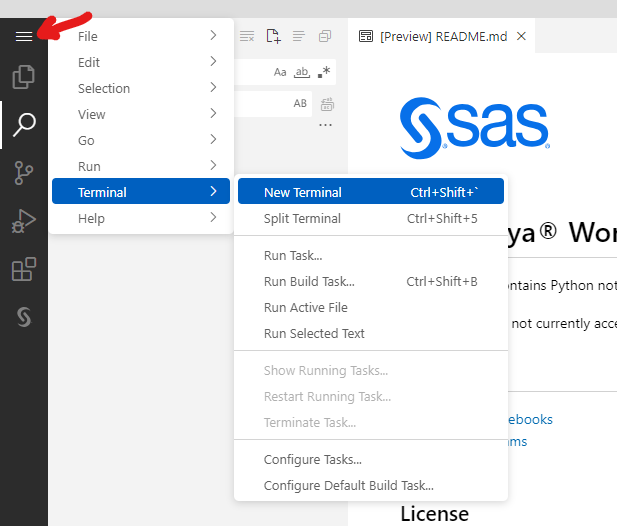 File
Edit
Selection
View
Go
Run
Terminal
Help
Aa
ab
.*
AB
...
[Preview] README.md
sas
New Terminal Ctrl+Shift+`
Split Terminal Ctrl+Shift+5
Run Task...
Run Build Task... Ctrl+Shift+B
Run Active File
Run Selected Text
Show Running Tasks...
Restart Running Task...
Terminate Task...
Configure Tasks...
Configure Default Build Task...
ya® Wor
ontains Python not
not currently acce
ebooks
ams
License